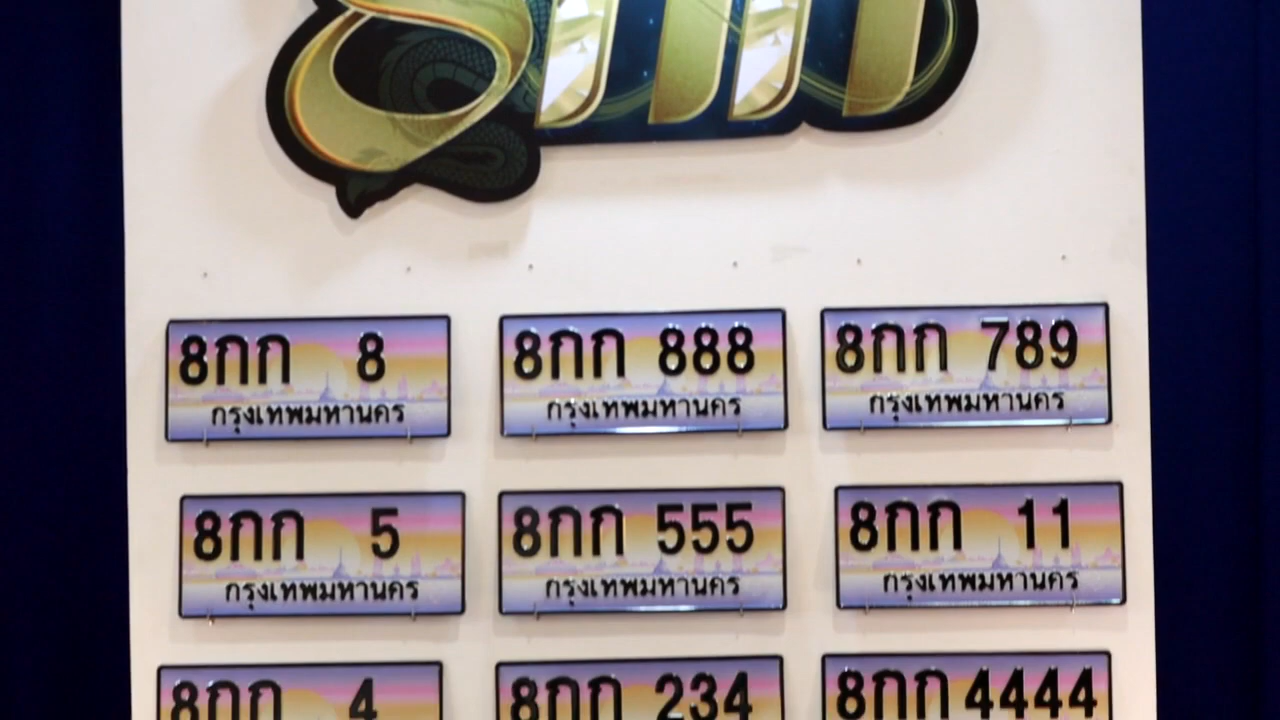 8กก
8กก 8
กรุงเทพมหานคร
8กก 888
กรุงเทพมหานคร
8กก 789
กรุงเทพมหานคร
8กก 5
กรุงเทพมหานคร
8กก 555
กรุงเทพมหานคร
8กก 11
กรุงเทพมหานคร
8กก 4
8กก 234
8กก 4444